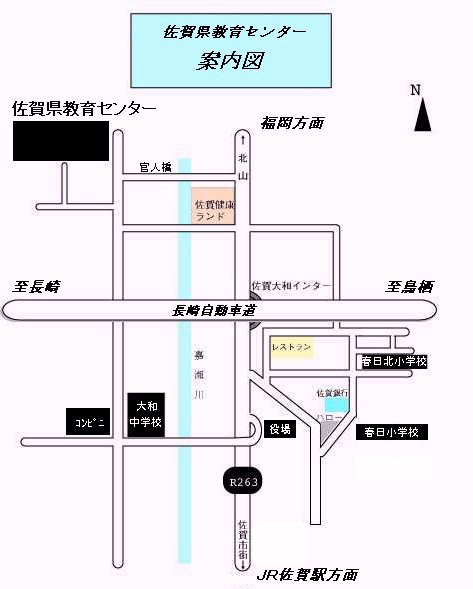 佐賀県教育センター
案内図
佐賀県教育センター
N
福岡方面
北山
官人橋
佐賀健康
ランド
佐賀大和インター
至長崎
至鳥栖
長崎自動車道
レストラン
嘉瀬川
春日北小学校
佐賀銀行
ハロー
大和
中学校
コンビニ
役場
春日小学校
R263
佐賀市街
JR佐賀駅方面